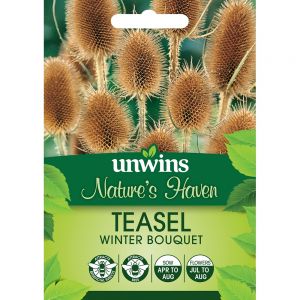 unwins
Nature's Haven
TEASEL
WINTER BOUQUET
SOW
APR TO
AUG
FLOWERS
JUL TO
AUG